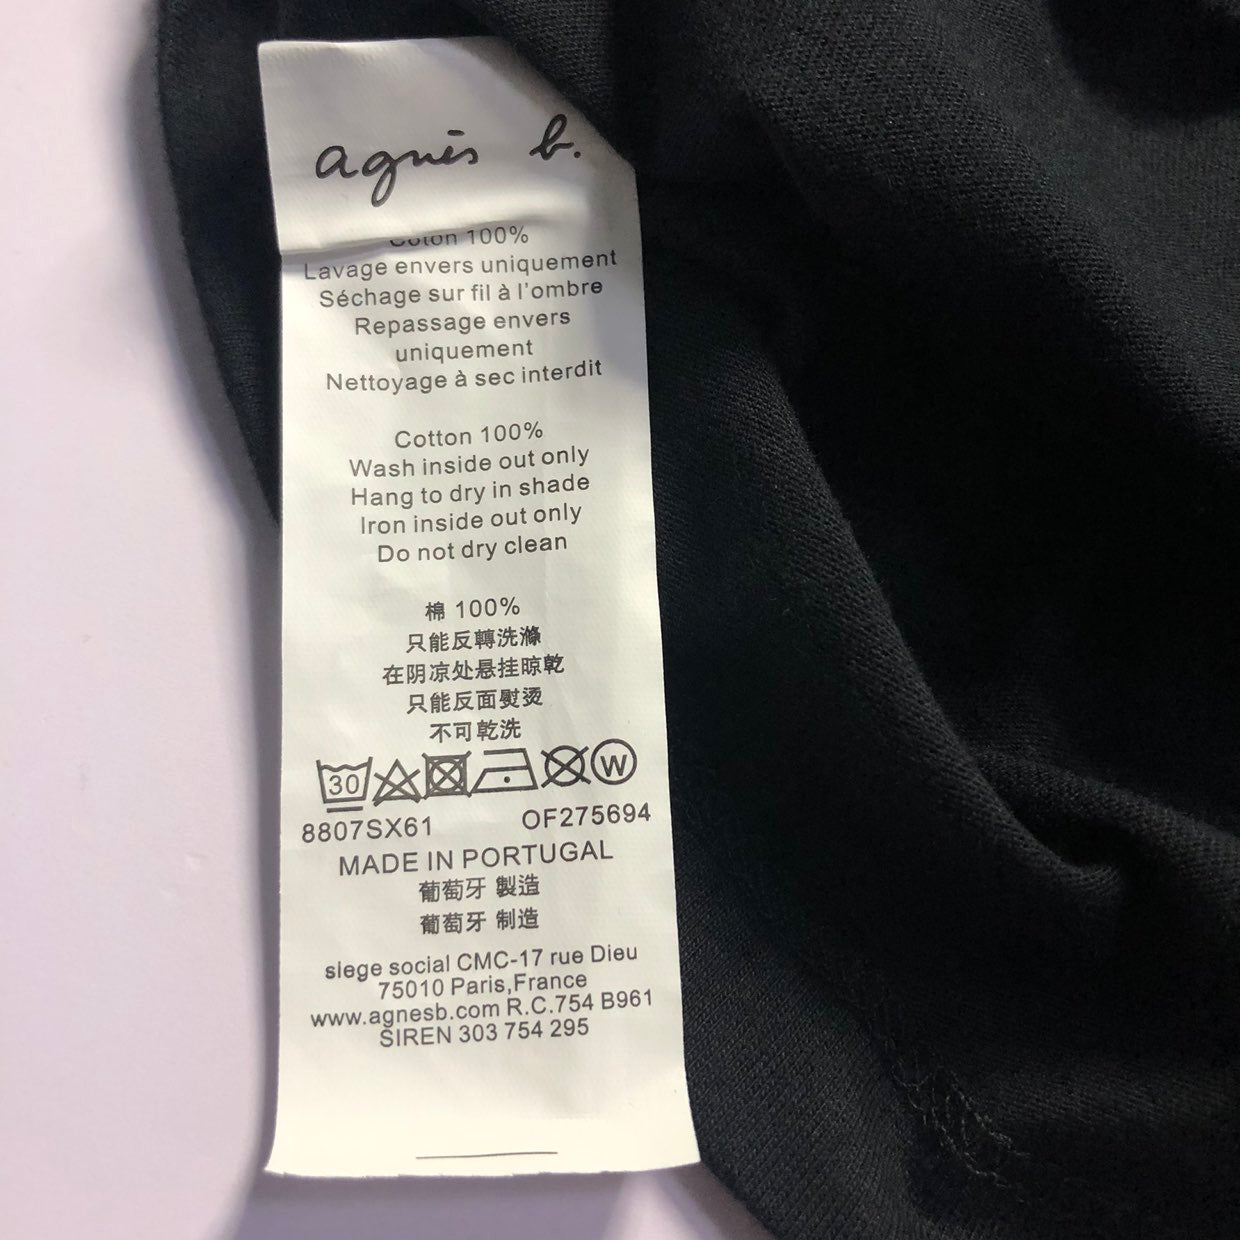 agnès b.
Coton 100%
Lavage envers uniquement
Séchage sur fil à l'ombre
Repassage envers
uniquement
Nettoyage à sec interdit
Cotton 100%
Wash inside out only
Hang to dry in shade
Iron inside out only
Do not dry clean
棉 100%
只能反轉洗滌
在阴凉处悬挂晾乾
只能反面熨烫
不可乾洗
30 W
8807SX61 OF275694
MADE IN PORTUGAL
葡萄牙 製造
葡萄牙 制造
siege social CMC-17 rue Dieu
75010 Paris,France
www.agnesb.com R.C.754 B961
SIREN 303 754 295